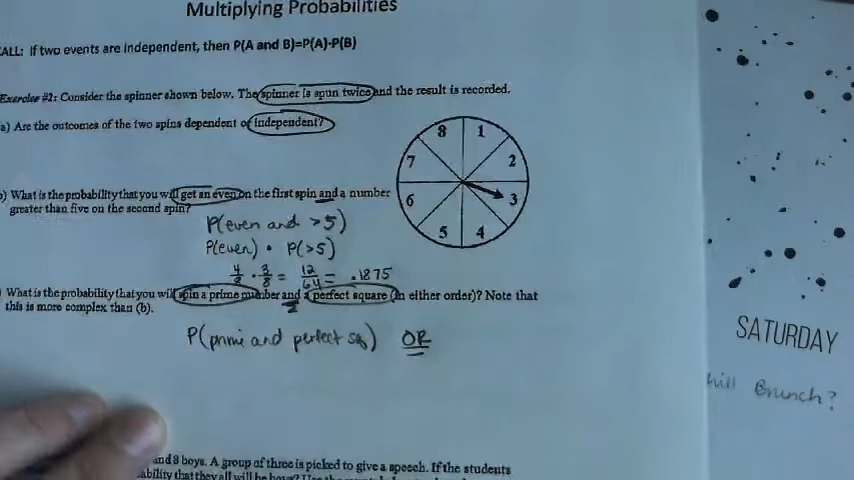 Multiplying Probabilities
CALL: If two events are independent, then P(A and B)=P(A)·P(B)
Exercise #2: Consider the spinner shown below. The spinner is spun twice and the result is recorded.
a) Are the outcomes of the two spins dependent or independent?
8 1
7 2
6 3
5 4
) What is the probability that you will get an even on the first spin and a number
greater than five on the second spin?
P(even and >5)
P(even) • P(>5)
4/8 · 3/8 = 12/64 = .1875
What is the probability that you will spin a prime number and a perfect square (in either order)? Note that
this is more complex than (b).
P(prime and perfect sq) OR
and 8 boys. A group of three is picked to give a speech. If the students
ability that they all will be boys?
SATURDAY
hill Brunch?